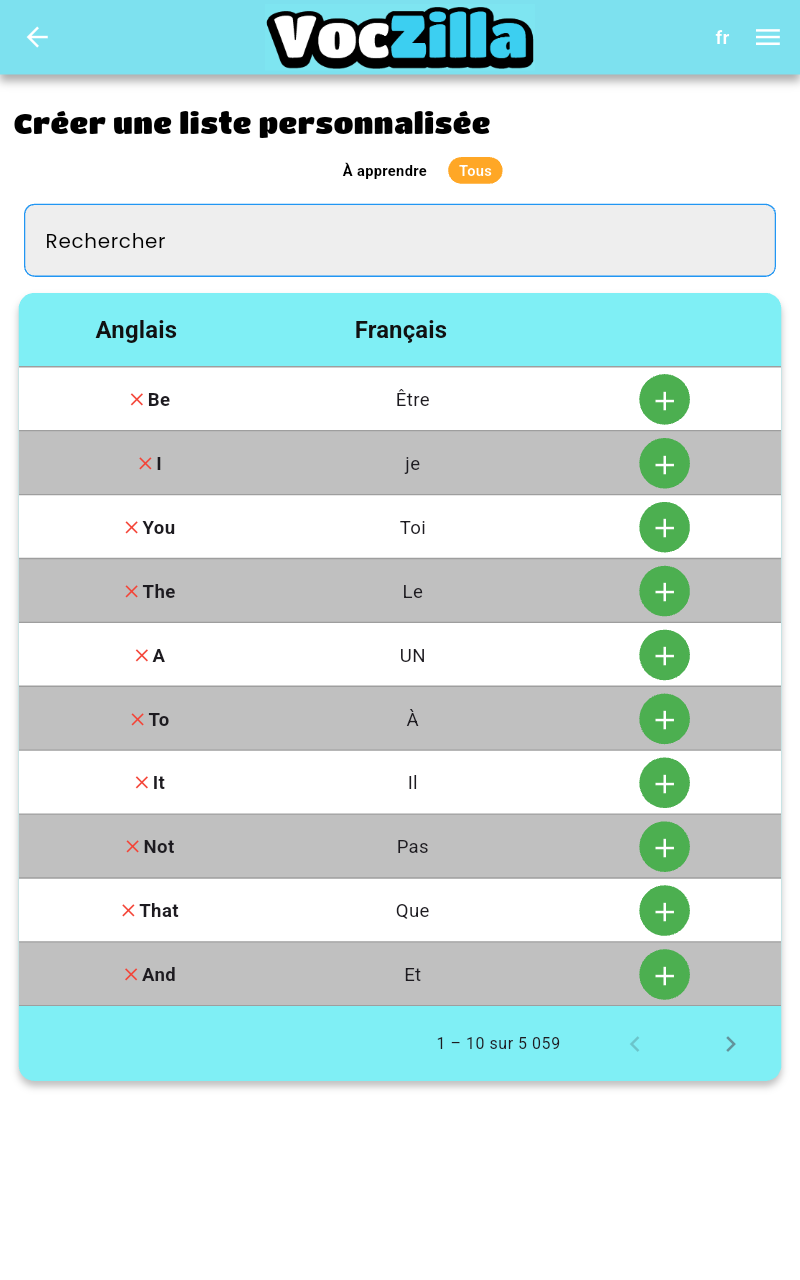 VocZilla
fr
Créer une liste personnalisée
À apprendre Tous
Rechercher
Anglais Français
Be Être
I je
You Toi
The Le
A UN
To À
It Il
Not Pas
That Que
And Et
1 – 10 sur 5 059